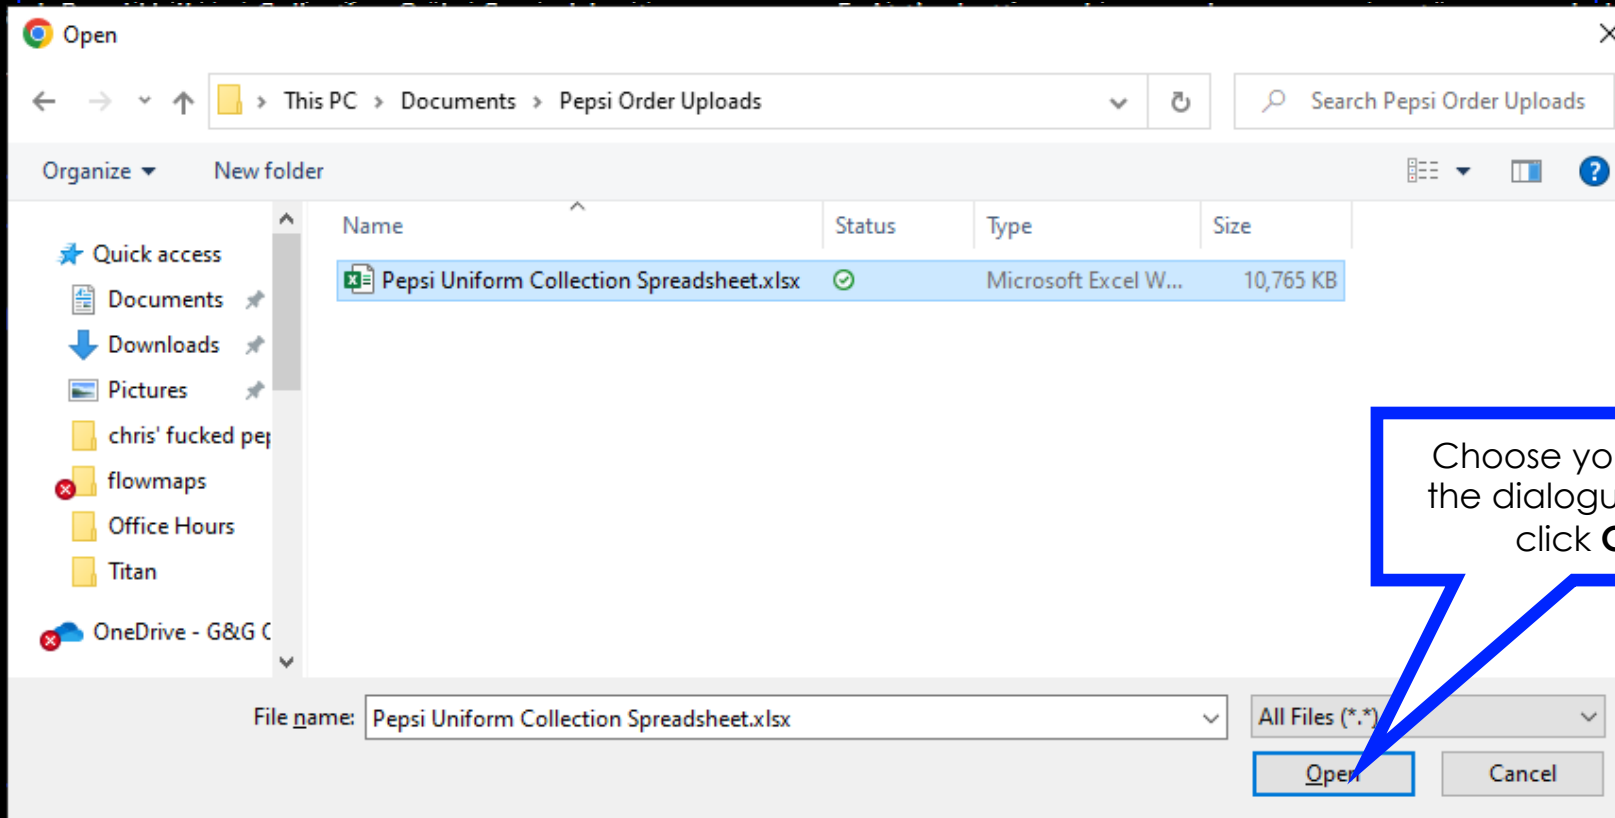 Open
This PC > Documents > Pepsi Order Uploads
Search Pepsi Order Uploads
Organize
New folder
Name Status Type Size
Quick access
Pepsi Uniform Collection Spreadsheet.xlsx Microsoft Excel W... 10,765 KB
Documents
Downloads
Pictures
chris' fucked pep
flowmaps
Office Hours
Titan
OneDrive - G&G
Choose yo
the dialogu
click
File name: Pepsi Uniform Collection Spreadsheet.xlsx
All Files (*.*)
Open
Cancel